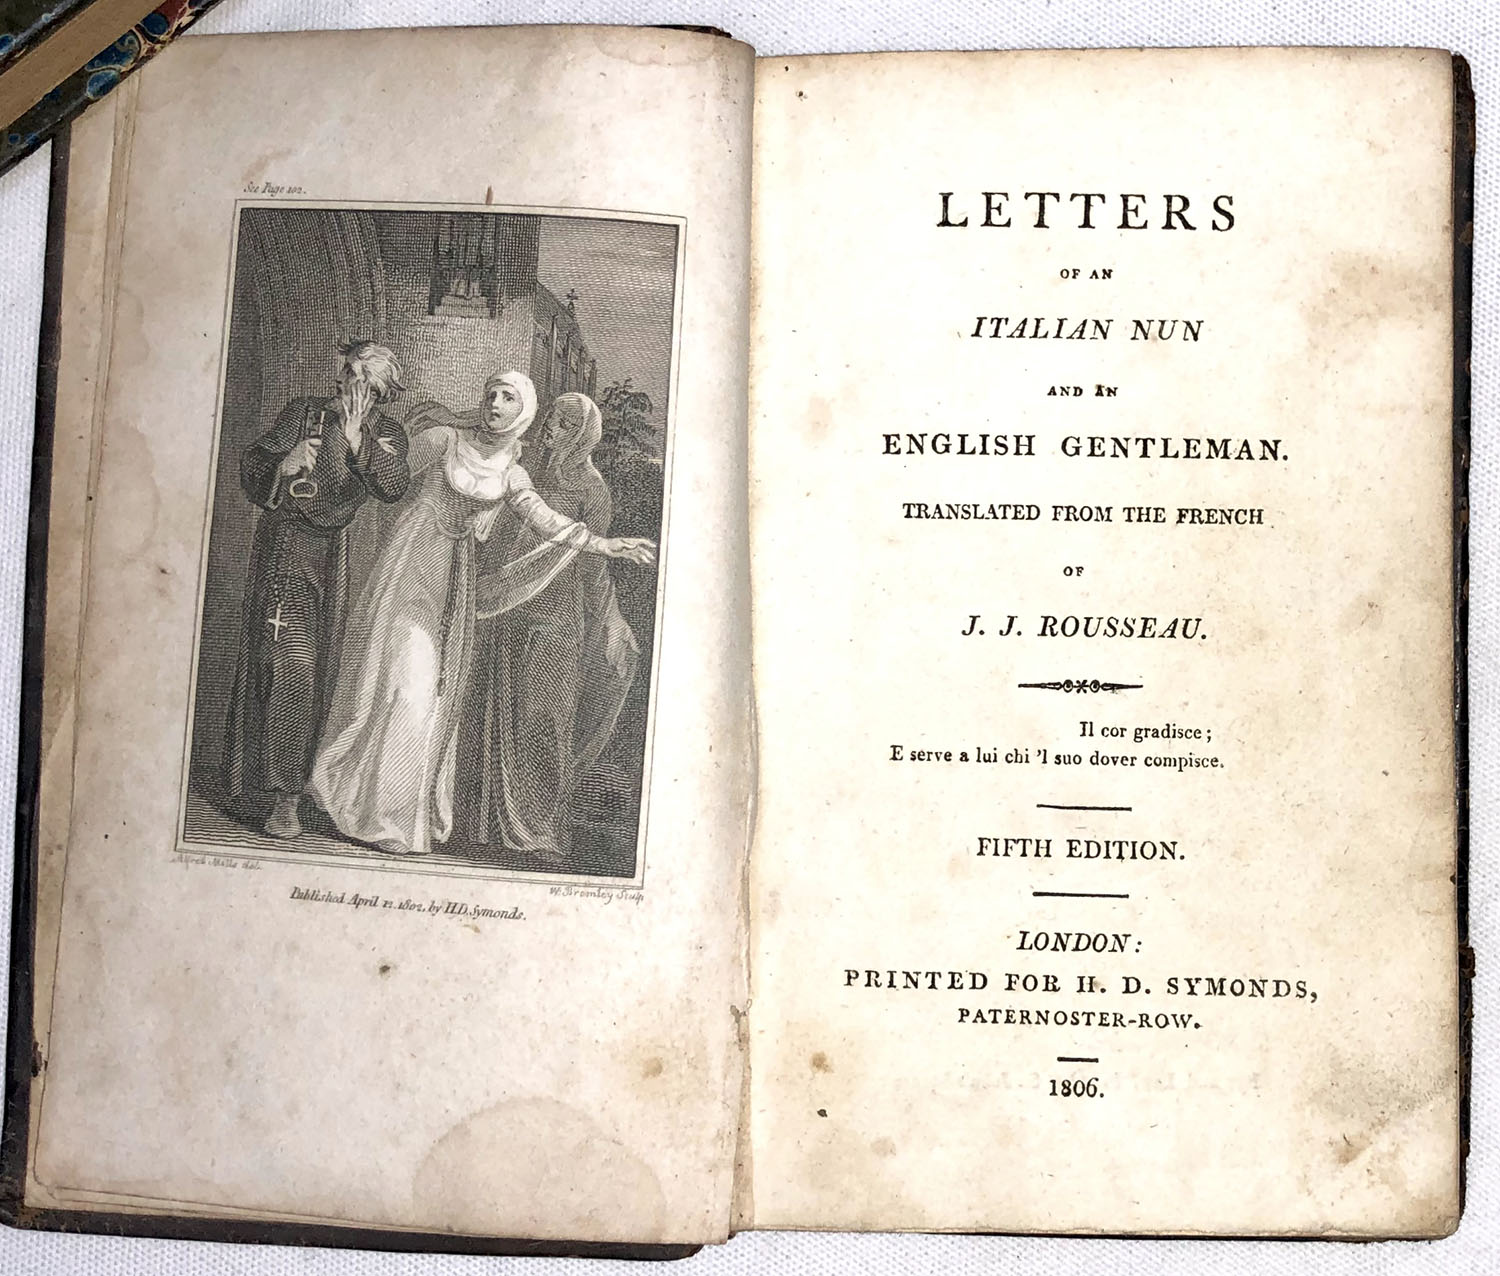 See Page 102.
Alfred Mills del.
W. Bromley Sculp
Published April 12. 1802, by H.D. Symonds.
LETTERS
OF AN
ITALIAN NUN
AND AN
ENGLISH GENTLEMAN.
TRANSLATED FROM THE FRENCH
OF
J. J. ROUSSEAU.
Il cor gradisce;
E serve a lui chi 'l suo dover compisce.
FIFTH EDITION.
LONDON:
PRINTED FOR H. D. SYMONDS,
PATERNOSTER-ROW.
1806.